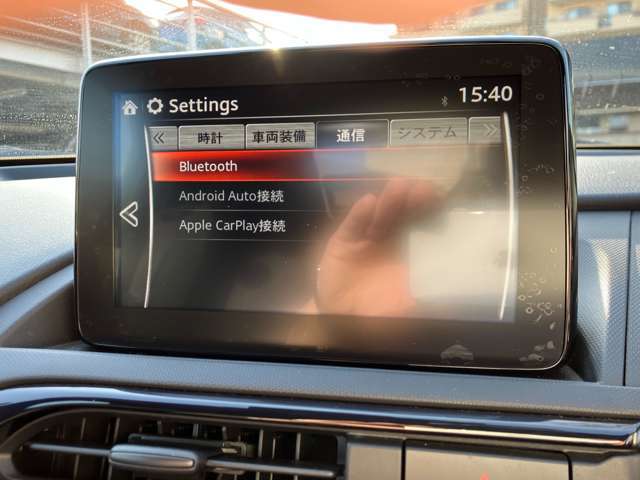 Settings 15:40
時計 車両装備 通信 システム
Bluetooth
Android Auto接続
Apple CarPlay接続